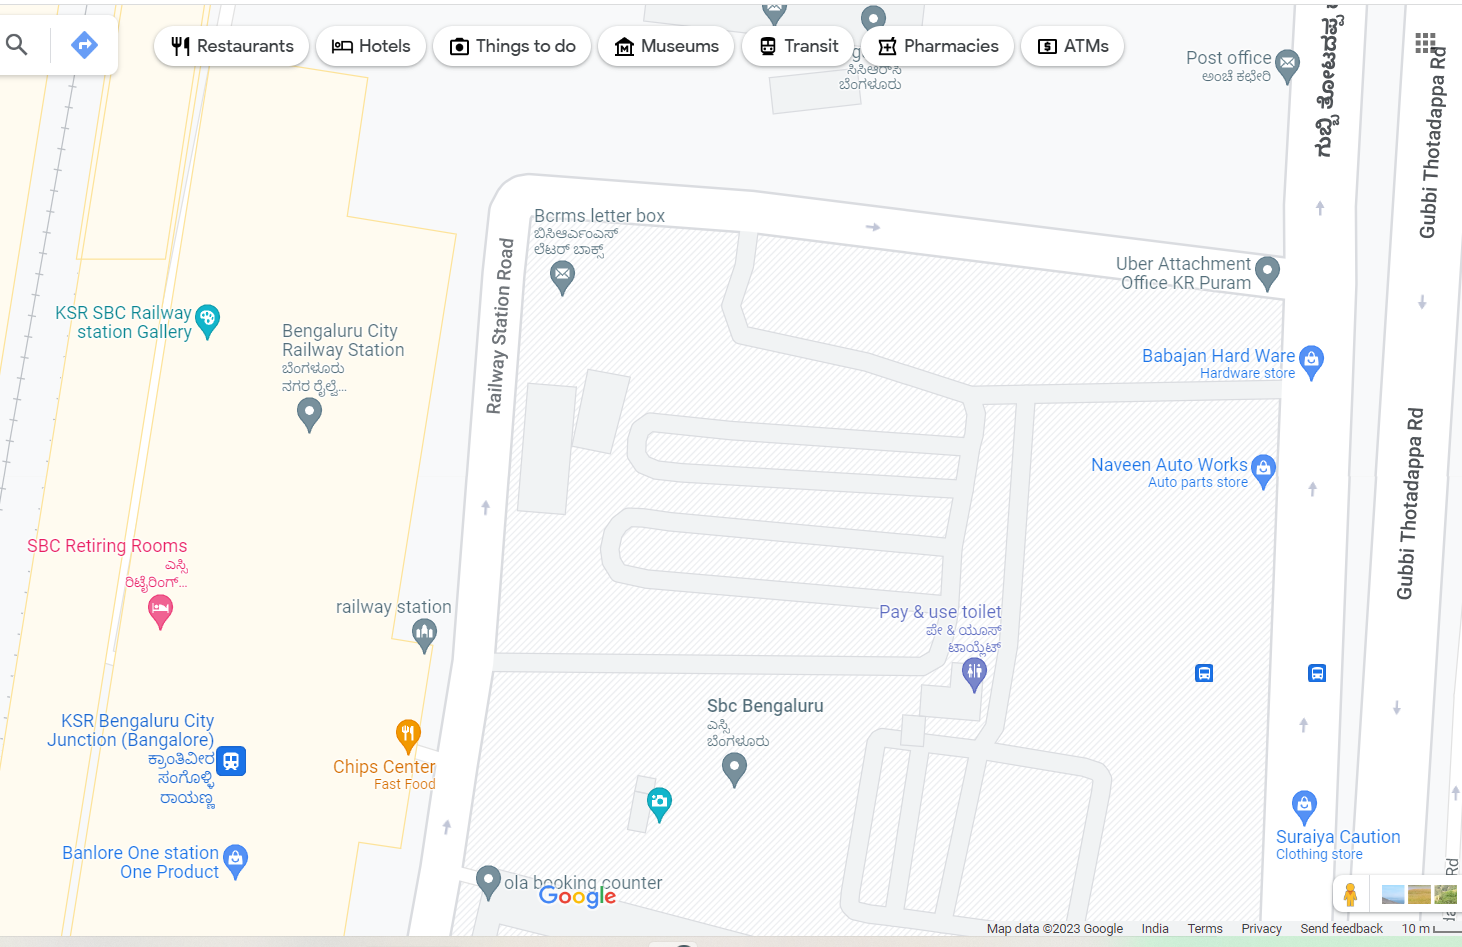 Restaurants
Hotels
Things to do
Museums
Transit
Pharmacies
ATMs
ಸಿಸಿಆರ್‌ಸಿ
ಬೆಂಗಳೂರು
Post office
ಅಂಚೆ ಕಛೇರಿ
ಗುಬ್ಬಿ ತೋಟದಪ್ಪ
Gubbi Thotadappa Rd
Bcrms letter box
ಬಿಸಿಆರ್ಎಂಎಸ್
ಲೆಟರ್ ಬಾಕ್ಸ್
Railway Station Road
Uber Attachment
Office KR Puram
KSR SBC Railway
station Gallery
Bengaluru City
Railway Station
ಬೆಂಗಳೂರು
ನಗರ ರೈಲ್ವೆ...
Babajan Hard Ware
Hardware store
Naveen Auto Works
Auto parts store
Gubbi Thotadappa Rd
SBC Retiring Rooms
ಎಸ್ಸಿ
ರಿಟೈರಿಂಗ್...
railway station
Pay & use toilet
ಪೇ & ಯೂಸ್
ಟಾಯ್ಲೆಟ್
Sbc Bengaluru
ಎಸ್ಸಿ
ಬೆಂಗಳೂರು
KSR Bengaluru City
Junction (Bangalore)
ಕ್ರಾಂತಿವೀರ
ಸಂಗೊಳ್ಳಿ
ರಾಯಣ್ಣ
Chips Center
Fast Food
Banlore One station
One Product
Suraiya Caution
Clothing store
ola booking counter
Google
Rd
Map data ©2023 Google
India
Terms
Privacy
Send feedback
10 m